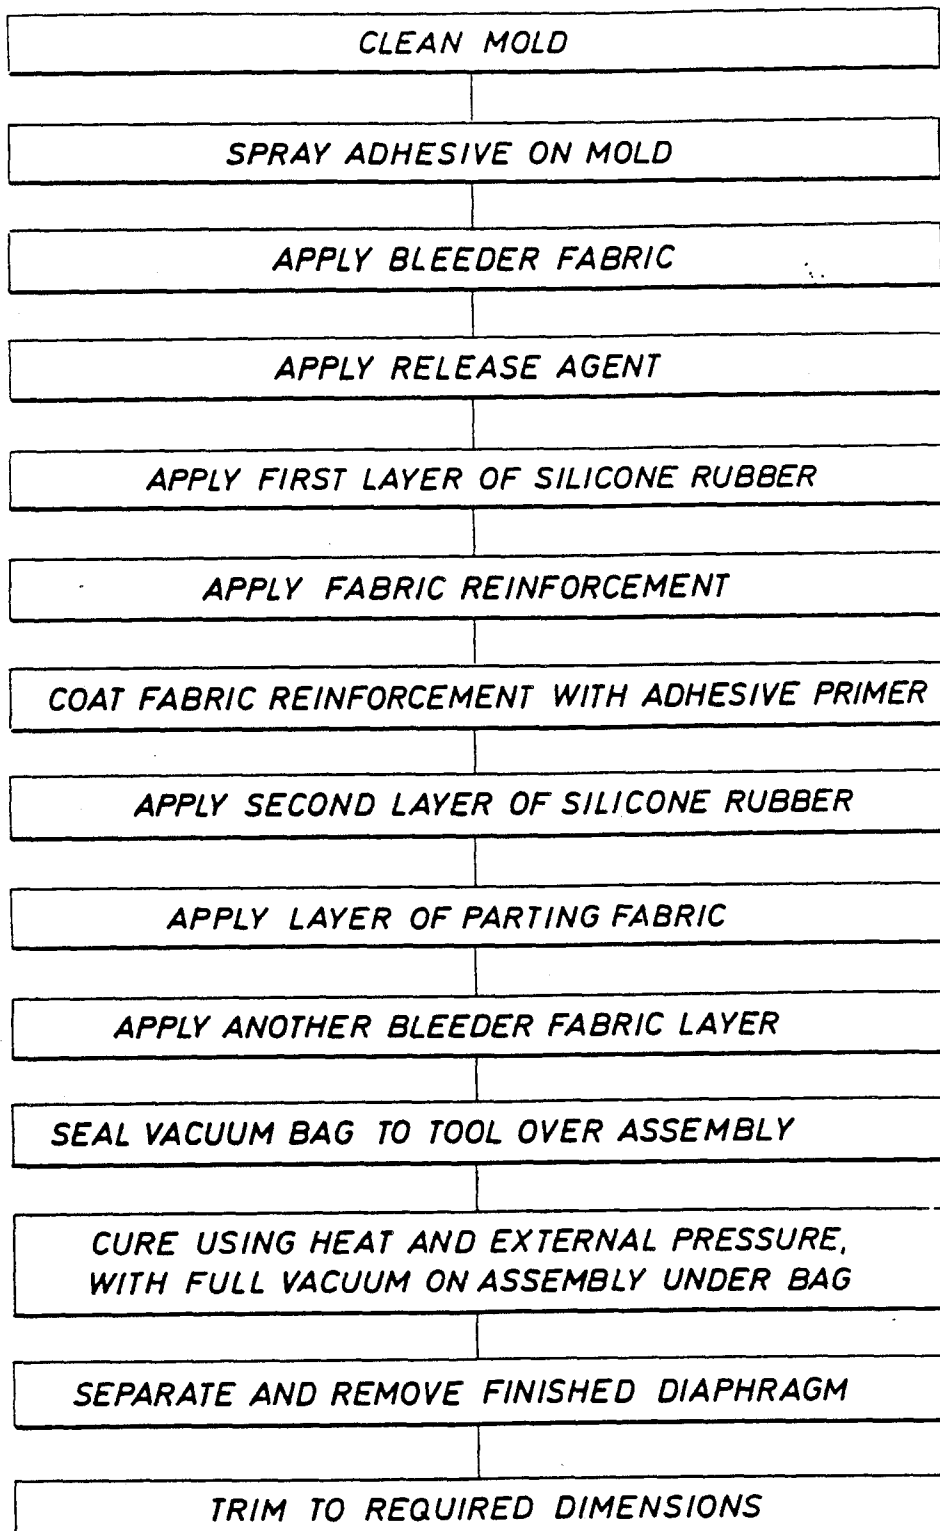 CLEAN MOLD
SPRAY ADHESIVE ON MOLD
APPLY BLEEDER FABRIC
APPLY RELEASE AGENT
APPLY FIRST LAYER OF SILICONE RUBBER
APPLY FABRIC REINFORCEMENT
COAT FABRIC REINFORCEMENT WITH ADHESIVE PRIMER
APPLY SECOND LAYER OF SILICONE RUBBER
APPLY LAYER OF PARTING FABRIC
APPLY ANOTHER BLEEDER FABRIC LAYER
SEAL VACUUM BAG TO TOOL OVER ASSEMBLY
CURE USING HEAT AND EXTERNAL PRESSURE,
WITH FULL VACUUM ON ASSEMBLY UNDER BAG
SEPARATE AND REMOVE FINISHED DIAPHRAGM
TRIM TO REQUIRED DIMENSIONS